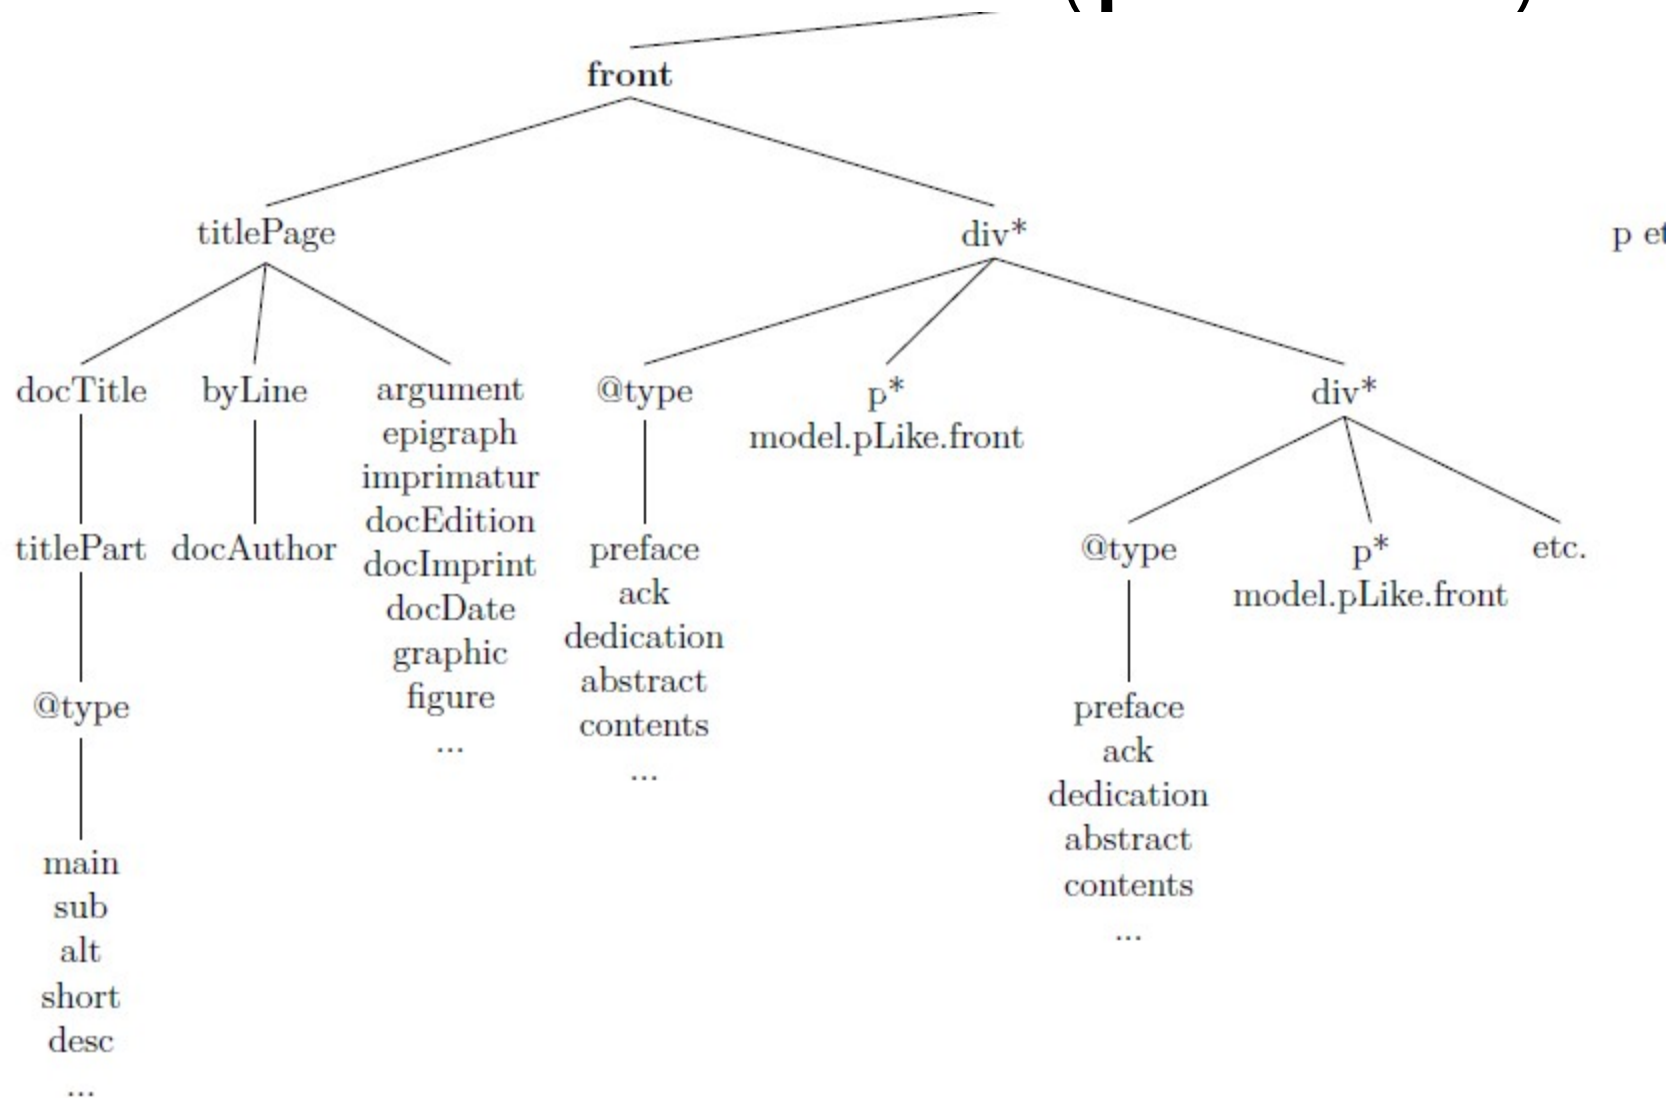 front
titlePage
div*
p et
docTitle
byLine
argument
epigraph
imprimatur
docEdition
docImprint
docDate
graphic
figure
...
@type
p*
model.pLike.front
div*
titlePart
docAuthor
preface
ack
dedication
abstract
contents
...
@type
p*
model.pLike.front
etc.
@type
preface
ack
dedication
abstract
contents
...
main
sub
alt
short
desc
...